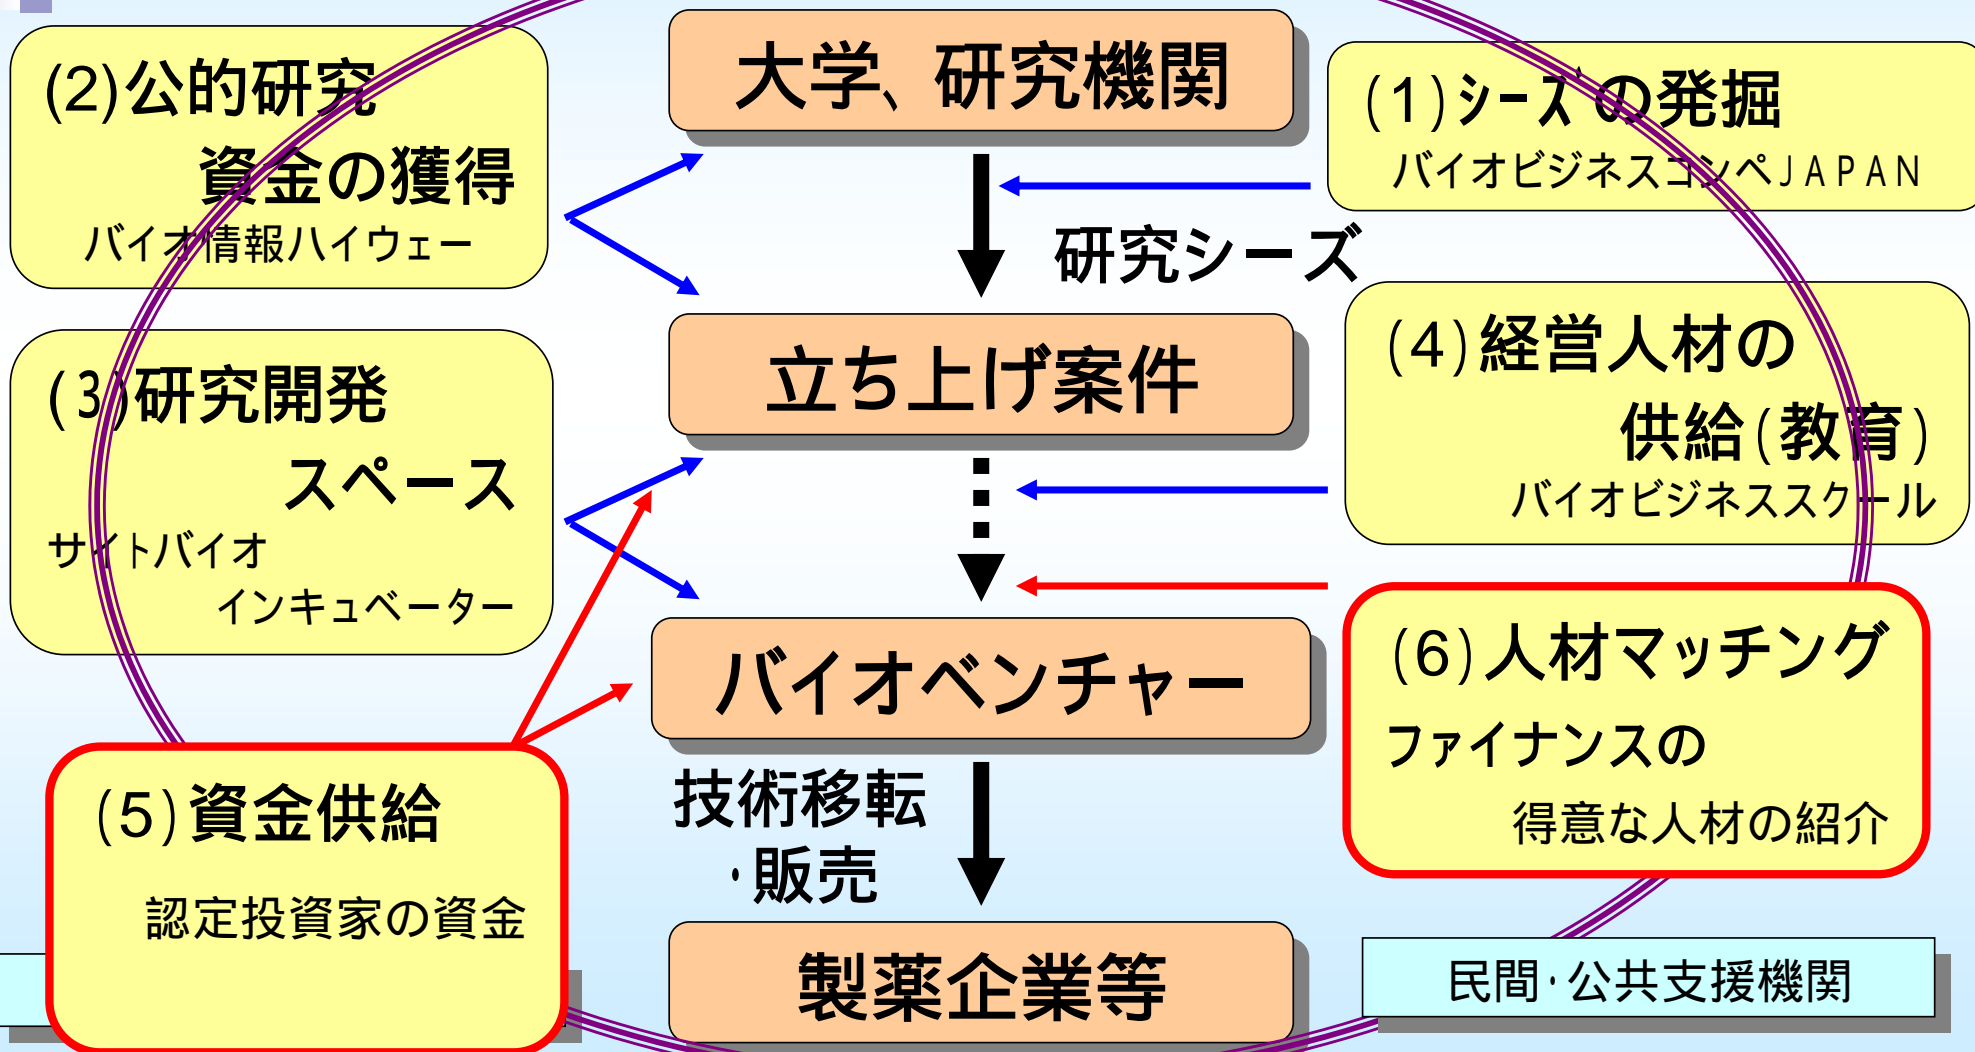 大学、研究機関
(2)公的研究
資金の獲得
バイオ情報ハイウェー
(1)シーズの発掘
バイオビジネスコンペJAPAN
研究シーズ
立ち上げ案件
(3)研究開発
スペース
サイトバイオ
インキュベーター
(4)経営人材の
供給(教育)
バイオビジネススクール
バイオベンチャー
(6)人材マッチング
ファイナンスの
得意な人材の紹介
技術移転
・販売
(5)資金供給
認定投資家の資金
製薬企業等
民間・公共支援機関